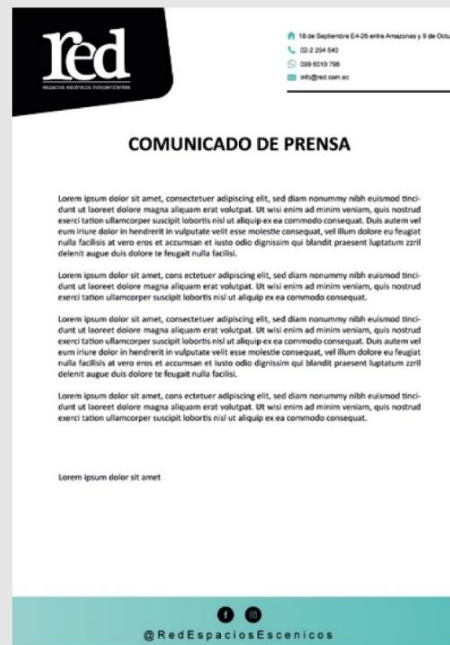 red
espacios escénicos independientes
18 de Septiembre E4-26 entre Amazonas y 9 de Octu
02-2 294 640
099 6019 796
info@red.com.ec
COMUNICADO DE PRENSA
Lorem ipsum dolor sit amet, consectetuer adipiscing elit, sed diam nonummy nibh euismod tinci-
dunt ut laoreet dolore magna aliquam erat volutpat. Ut wisi enim ad minim veniam, quis nostrud
exerci tation ullamcorper suscipit lobortis nisl ut aliquip ex ea commodo consequat. Duis autem vel
eum iriure dolor in hendrerit in vulputate velit esse molestie consequat, vel illum dolore eu feugiat
nulla facilisis at vero eros et accumsan et iusto odio dignissim qui blandit praesent luptatum zzril
delenit augue duis dolore te feugait nulla facilisi.
Lorem ipsum dolor sit amet, cons ectetuer adipiscing elit, sed diam nonummy nibh euismod tinci-
dunt ut laoreet dolore magna aliquam erat volutpat. Ut wisi enim ad minim veniam, quis nostrud
exerci tation ullamcorper suscipit lobortis nisl ut aliquip ex ea commodo consequat.
Lorem ipsum dolor sit amet, consectetuer adipiscing elit, sed diam nonummy nibh euismod tinci-
dunt ut laoreet dolore magna aliquam erat volutpat. Ut wisi enim ad minim veniam, quis nostrud
exerci tation ullamcorper suscipit lobortis nisl ut aliquip ex ea commodo consequat. Duis autem vel
eum iriure dolor in hendrerit in vulputate velit esse molestie consequat, vel illum dolore eu feugiat
nulla facilisis at vero eros et accumsan et iusto odio dignissim qui blandit praesent luptatum zzril
delenit augue duis dolore te feugait nulla facilisi.
Lorem ipsum dolor sit amet, cons ectetuer adipiscing elit, sed diam nonummy nibh euismod tinci-
dunt ut laoreet dolore magna aliquam erat volutpat. Ut wisi enim ad minim veniam, quis nostrud
exerci tation ullamcorper suscipit lobortis nisl ut aliquip ex ea commodo consequat.
Lorem ipsum dolor sit amet
@RedEspaciosEscenicos